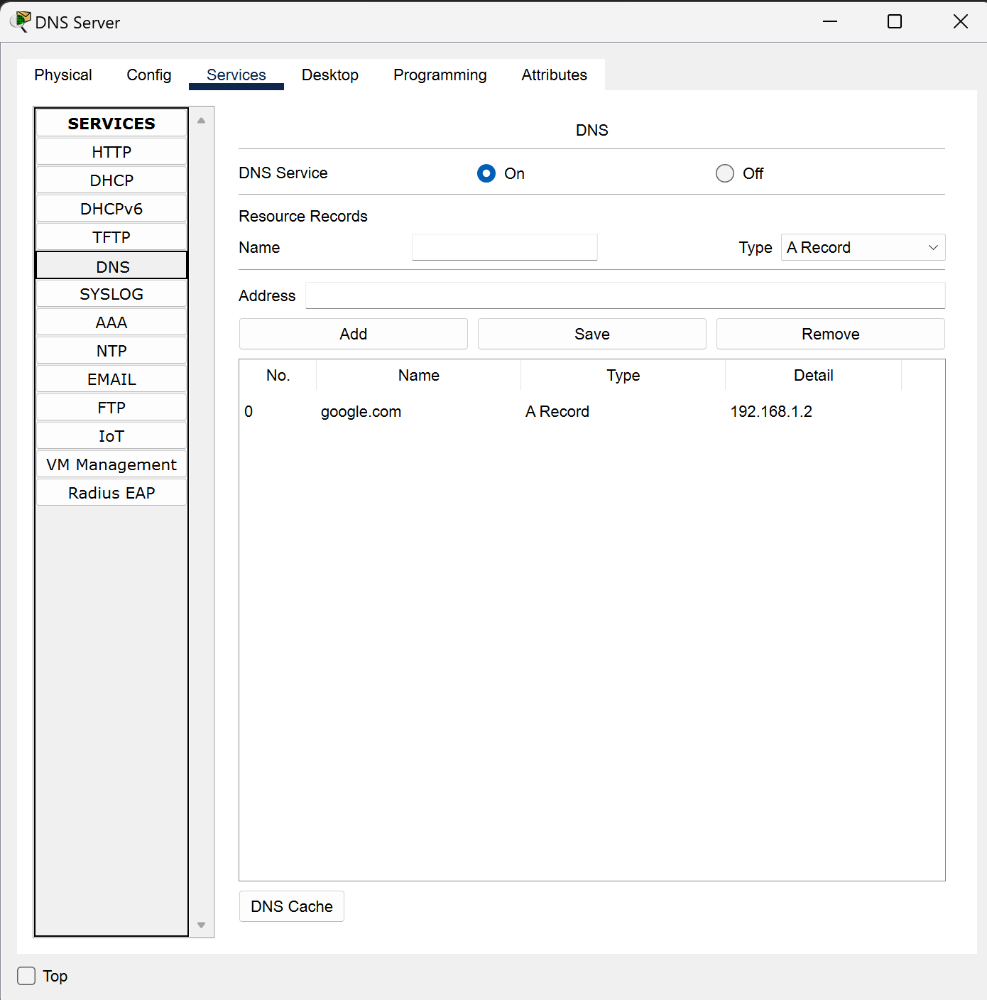 DNS Server
Physical Config Services Desktop Programming Attributes
SERVICES
HTTP
DHCP
DHCPv6
TFTP
DNS
SYSLOG
AAA
NTP
EMAIL
FTP
IoT
VM Management
Radius EAP
DNS
DNS Service On Off
Resource Records
Name Type A Record
Address
Add Save Remove
No. Name Type Detail
0 google.com A Record 192.168.1.2
DNS Cache
Top